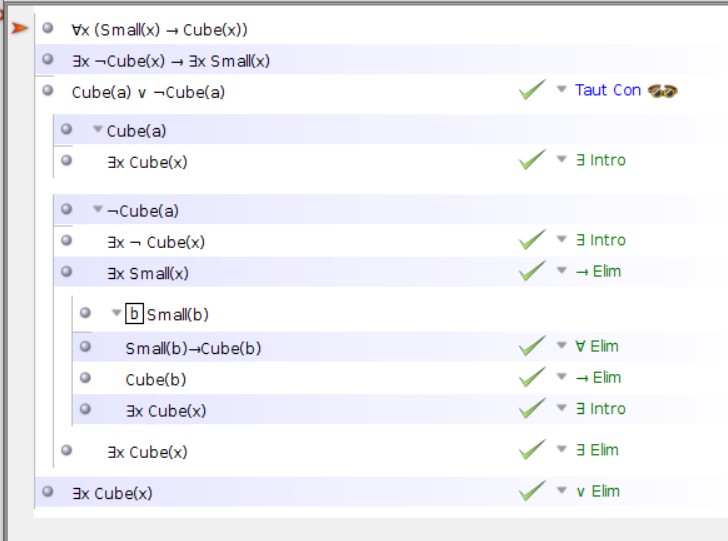 ∀x (Small(x) → Cube(x))
∃x ¬Cube(x) → ∃x Small(x)
Cube(a) ∨ ¬Cube(a) Taut Con
Cube(a)
∃x Cube(x) ∃ Intro
¬Cube(a)
∃x ¬ Cube(x) ∃ Intro
∃x Small(x) → Elim
b Small(b)
Small(b)→Cube(b) ∀ Elim
Cube(b) → Elim
∃x Cube(x) ∃ Intro
∃x Cube(x) ∃ Elim
∃x Cube(x) ∨ Elim